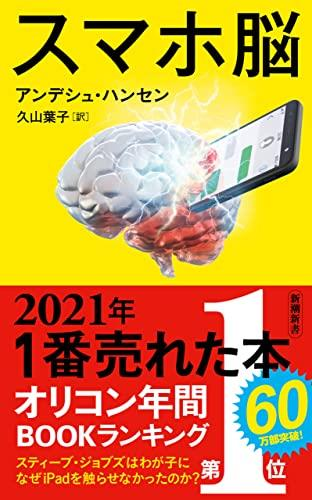 スマホ脳
アンデシュ・ハンセン
久山葉子[訳]
新潮新書
2021年
1番売れた本
オリコン年間
BOOKランキング
第1位
60
万部突破!
スティーブ・ジョブズはわが子に
なぜiPadを触らせなかったのか?